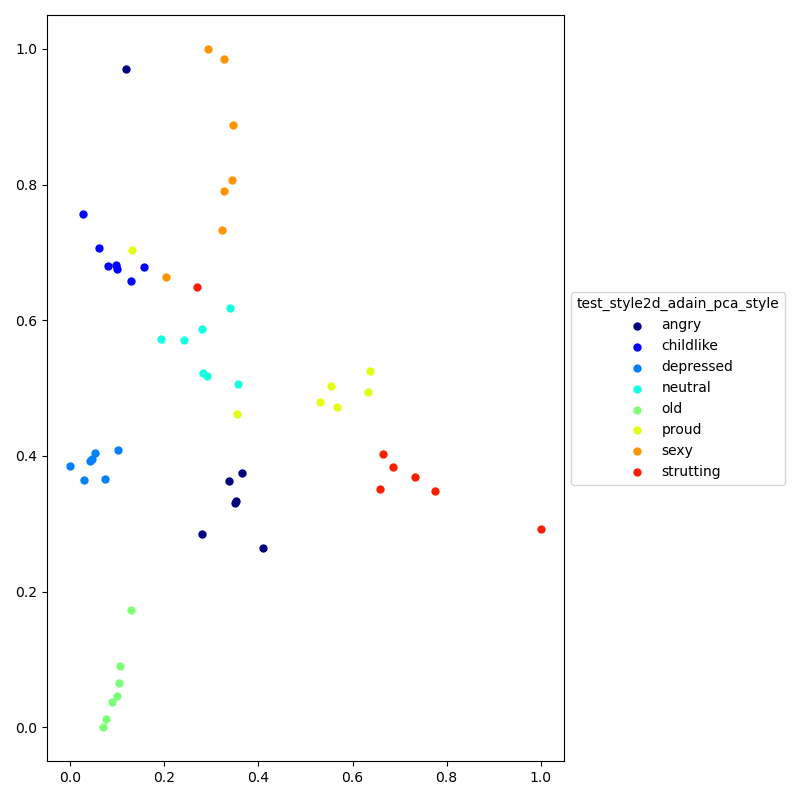 1.0
0.8
0.6
0.4
0.2
0.0
0.0 0.2 0.4 0.6 0.8 1.0
test_style2d_adain_pca_style
angry
childlike
depressed
neutral
old
proud
sexy
strutting